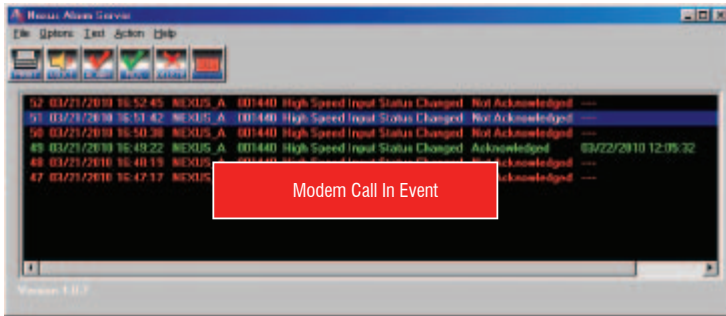 Nexus Alarm Server
File Options Text Action Help
52 03/21/2010 16:52:45 NEXUS_A 001440 High Speed Input Status Changed Not Acknowledged ---
51 03/21/2010 16:51:42 NEXUS_A 001440 High Speed Input Status Changed Not Acknowledged ---
50 03/21/2010 16:50:38 NEXUS_A 001440 High Speed Input Status Changed Not Acknowledged ---
49 03/21/2010 16:49:22 NEXUS_A 001440 High Speed Input Status Changed Acknowledged 03/22/2010 12:05:32
48 03/21/2010 16:48:19 NEXUS Acknowledged ---
47 03/21/2010 16:47:17 NEXUS Acknowledged ---
Modem Call In Event
Version 1.0.7